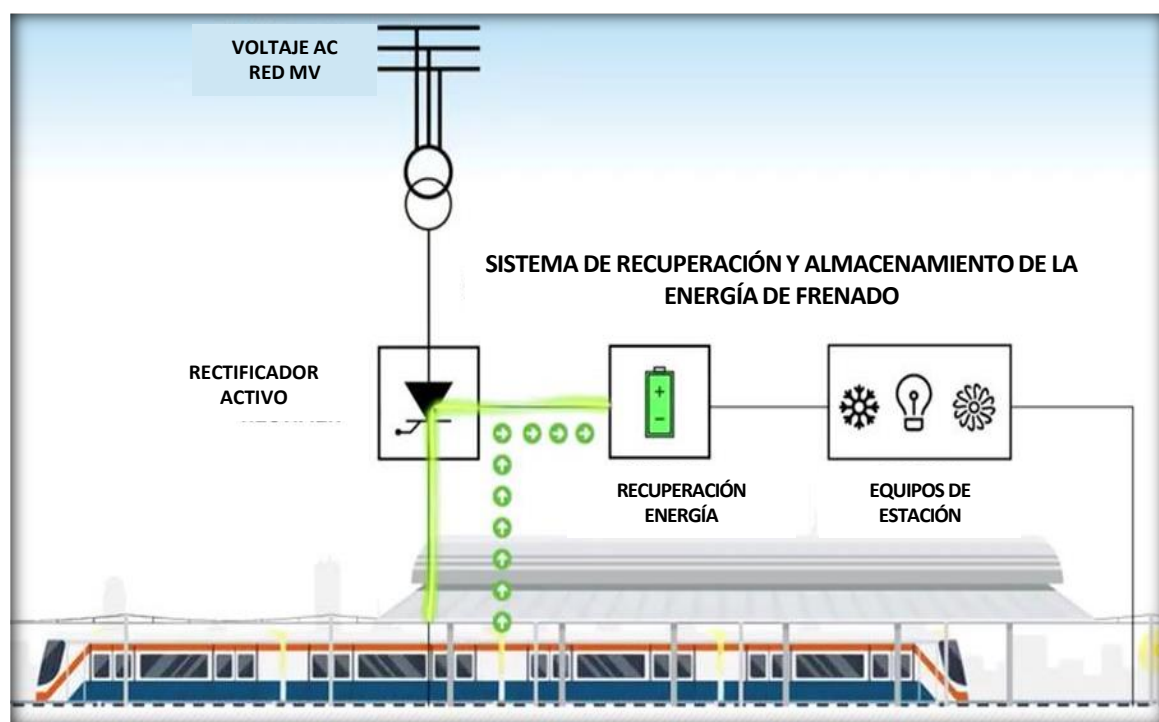 VOLTAJE AC
RED MV
SISTEMA DE RECUPERACIÓN Y ALMACENAMIENTO DE LA
ENERGÍA DE FRENADO
RECTIFICADOR
ACTIVO
+
−
RECUPERACIÓN
ENERGÍA
EQUIPOS DE
ESTACIÓN